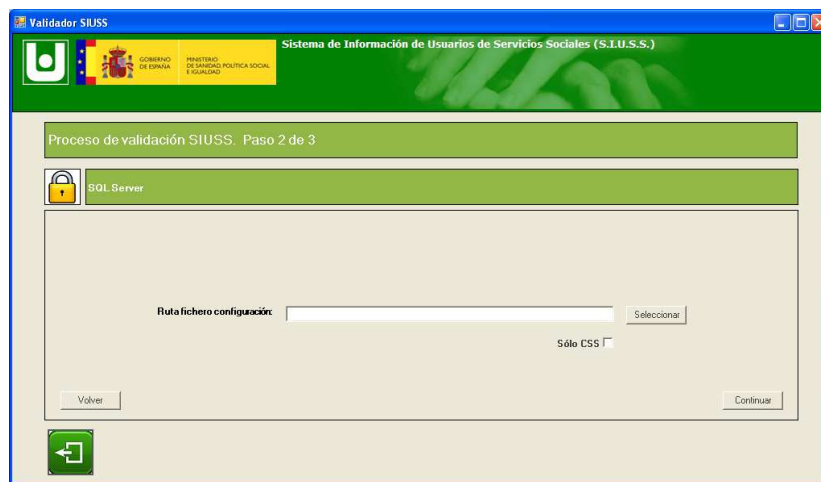 Validador SIUSS
Sistema de Información de Usuarios de Servicios Sociales (S.I.U.S.S.)
GOBIERNO
DE ESPAÑA
MINISTERIO
DE SANIDAD, POLÍTICA SOCIAL
E IGUALDAD
Proceso de validación SIUSS. Paso 2 de 3
SQL Server
Ruta fichero configuración:
Seleccionar
Sólo CSS
Volver
Continuar